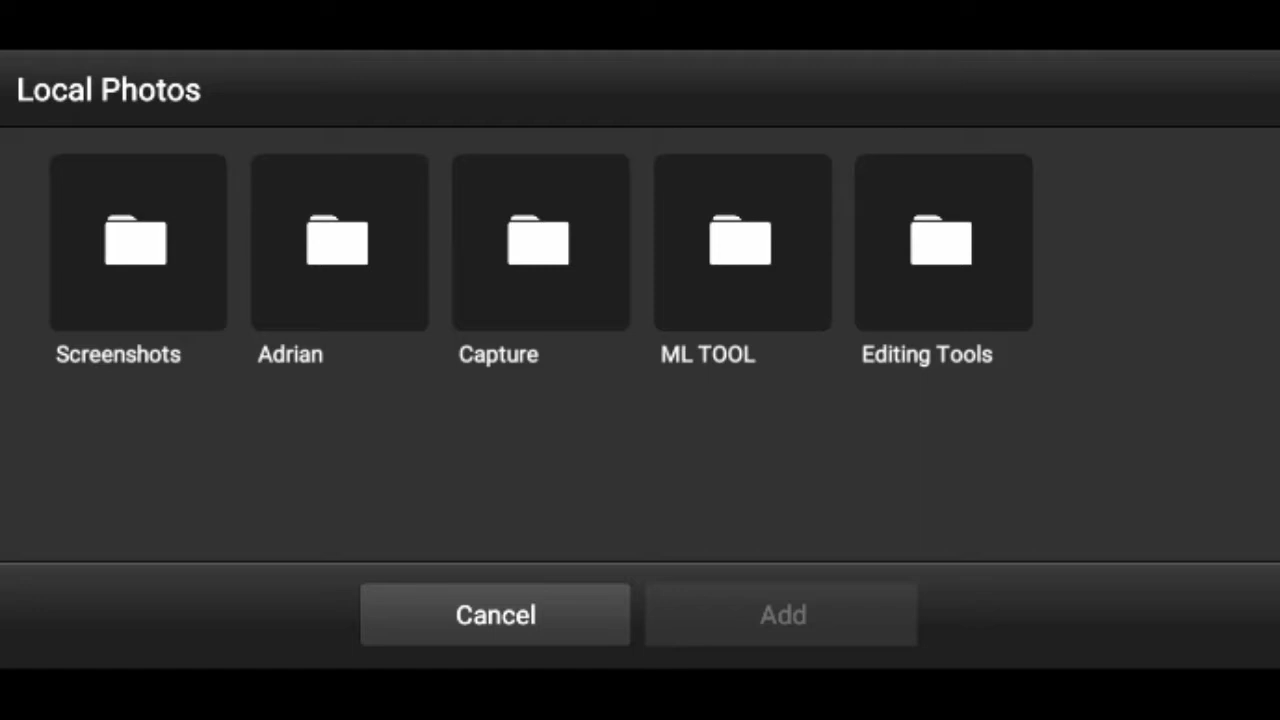 Local Photos
Screenshots
Adrian
Capture
ML TOOL
Editing Tools
Cancel
Add